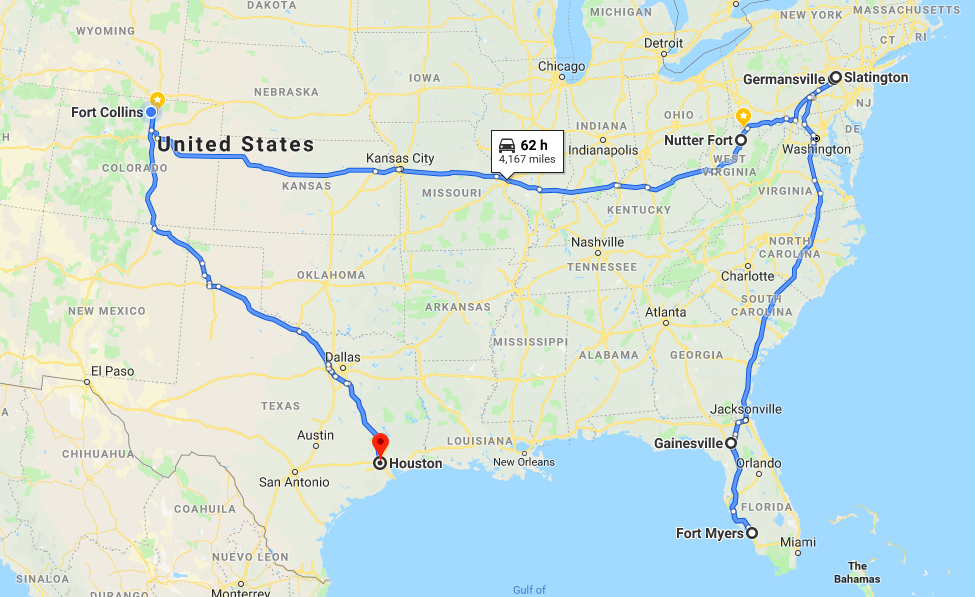 DAKOTA
MICHIGAN
NEW YORK
MASSACHUSETTS
WYOMING
CT
RI
Detroit
Chicago
IOWA
Germansville
Slatington
NEBRASKA
Fort Collins
OHIO
NJ
United States
62 h
4,167 miles
INDIANA
Indianapolis
Nutter Fort
DE
Washington
Kansas City
COLORADO
WEST
VIRGINIA
KANSAS
MISSOURI
VIRGINIA
KENTUCKY
Nashville
NORTH
CAROLINA
TENNESSEE
OKLAHOMA
Charlotte
ARKANSAS
SOUTH
CAROLINA
NEW MEXICO
Atlanta
MISSISSIPPI
Dallas
ALABAMA
GEORGIA
El Paso
TEXAS
Jacksonville
Austin
LOUISIANA
Gainesville
CHIHUAHUA
Houston
New Orleans
Orlando
San Antonio
COAHUILA
FLORIDA
Fort Myers
Miami
NUEVO LEON
The
Bahamas
SINALOA
DURANGO
Monterrey
Gulf of